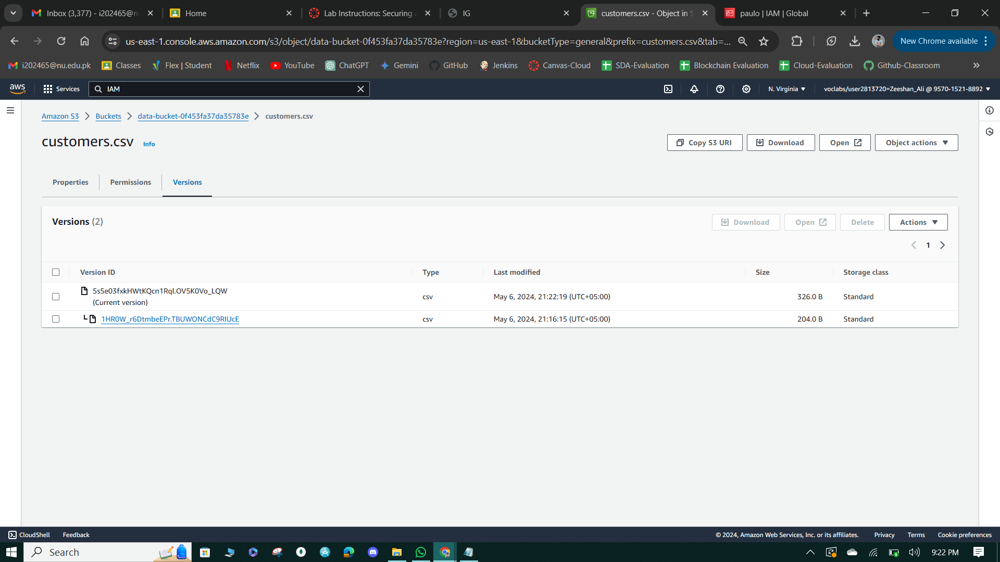 Inbox (3,377) - i202465@n
Home
Lab Instructions: Securing
IG
customers.csv - Object in S
paulo | IAM | Global
us-east-1.console.aws.amazon.com/s3/object/data-bucket-0f453fa37da35783e?region=us-east-1&bucketType=general&prefix=customers.csv&tab=...
New Chrome available
i202465@nu.edu.pk
Classes
Flex | Student
Netflix
YouTube
ChatGPT
Gemini
GitHub
Jenkins
Canvas-Cloud
SDA-Evaluation
Blockchain Evaluation
Cloud-Evaluation
Github-Classroom
aws
Services
IAM
N. Virginia
voclabs/user2813720=Zeeshan_Ali @ 9570-1521-8892
Amazon S3 > Buckets > data-bucket-0f453fa37da35783e > customers.csv
customers.csv Info
Copy S3 URI
Download
Open
Object actions
Properties
Permissions
Versions
Versions (2)
Download
Open
Delete
Actions
1
Version ID
Type
Last modified
Size
Storage class
5s5e03fxkHWtKQcn1Rql.OV5K0Vo_LQW
(Current version)
csv
May 6, 2024, 21:22:19 (UTC+05:00)
326.0 B
Standard
1HR0W_r6DtmbeEPr.TBUWONCdC9RIUcE
csv
May 6, 2024, 21:16:15 (UTC+05:00)
204.0 B
Standard
CloudShell
Feedback
© 2024, Amazon Web Services, Inc. or its affiliates.
Privacy
Terms
Cookie preferences
Search
9:22 PM